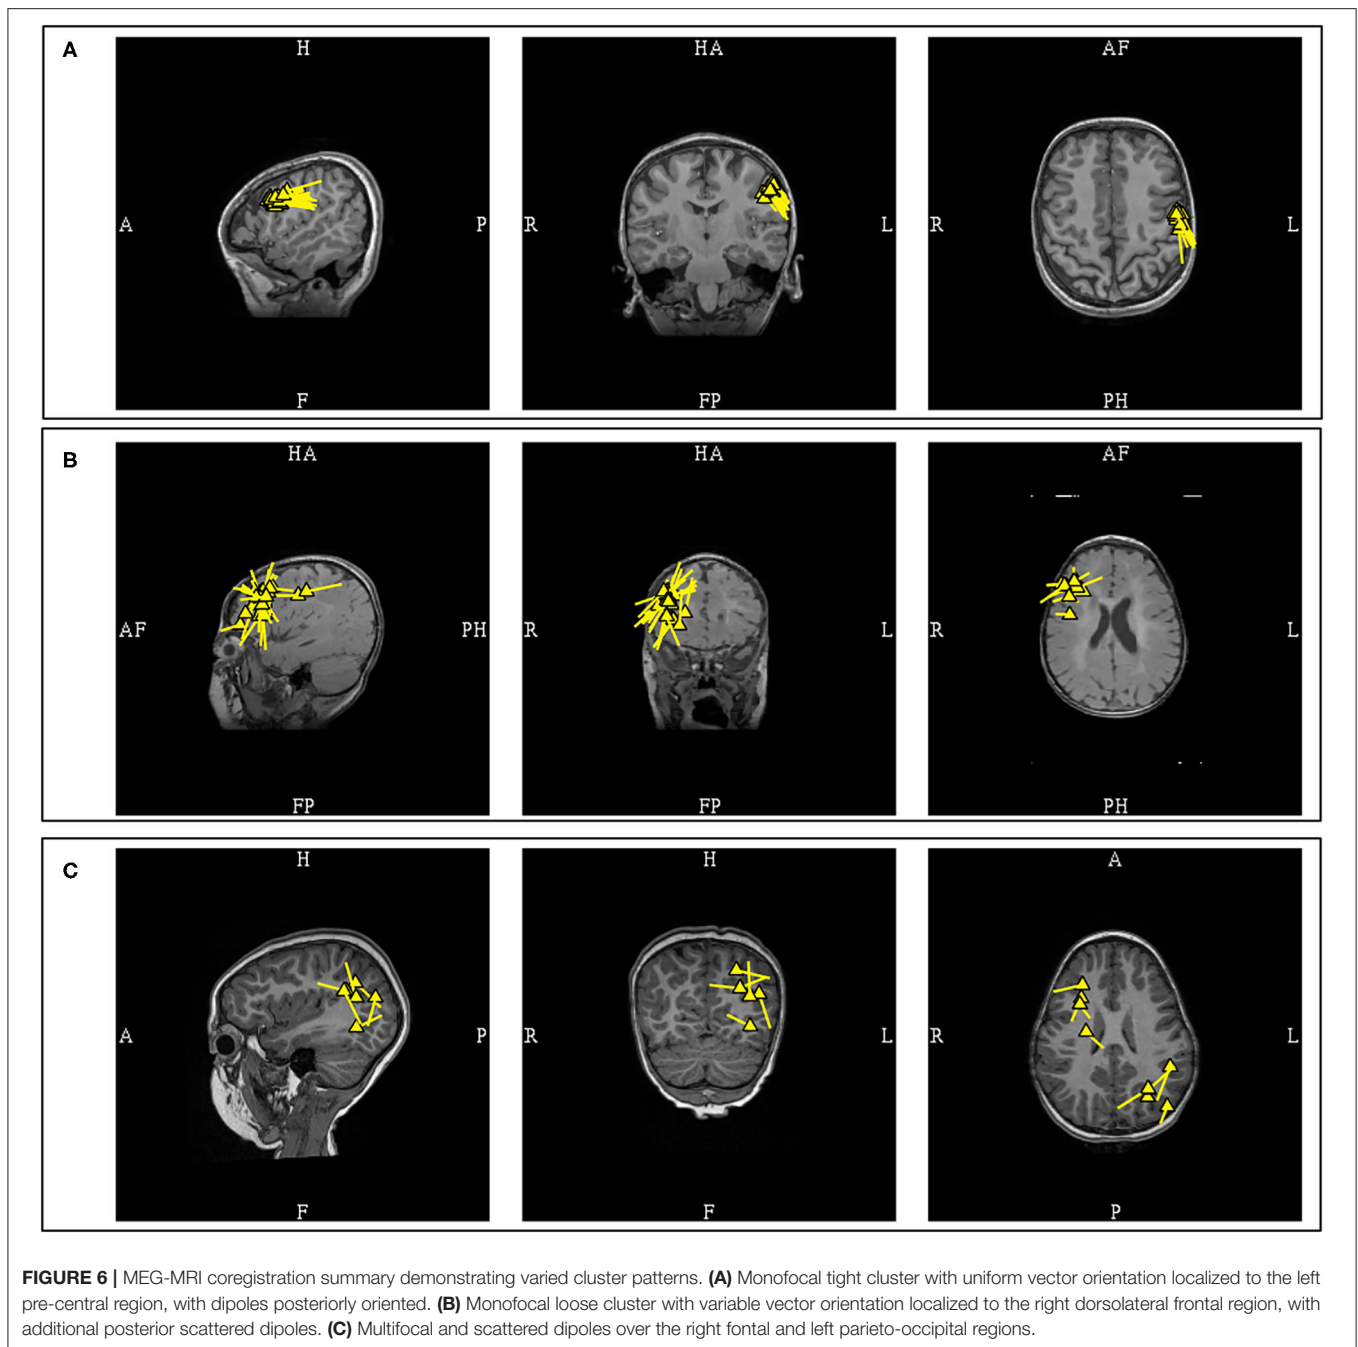 A
H
HA
AF
A
P
R
L
R
L
F
FP
PH
B
HA
HA
AF
AF
PH
R
L
R
L
FP
FP
PH
C
H
H
A
A
P
R
L
R
L
F
F
P
FIGURE 6 | MEG-MRI coregistration summary demonstrating varied cluster patterns. (A) Monofocal tight cluster with uniform vector orientation localized to the left
pre-central region, with dipoles posteriorly oriented. (B) Monofocal loose cluster with variable vector orientation localized to the right dorsolateral frontal region, with
additional posterior scattered dipoles. (C) Multifocal and scattered dipoles over the right fontal and left parieto-occipital regions.